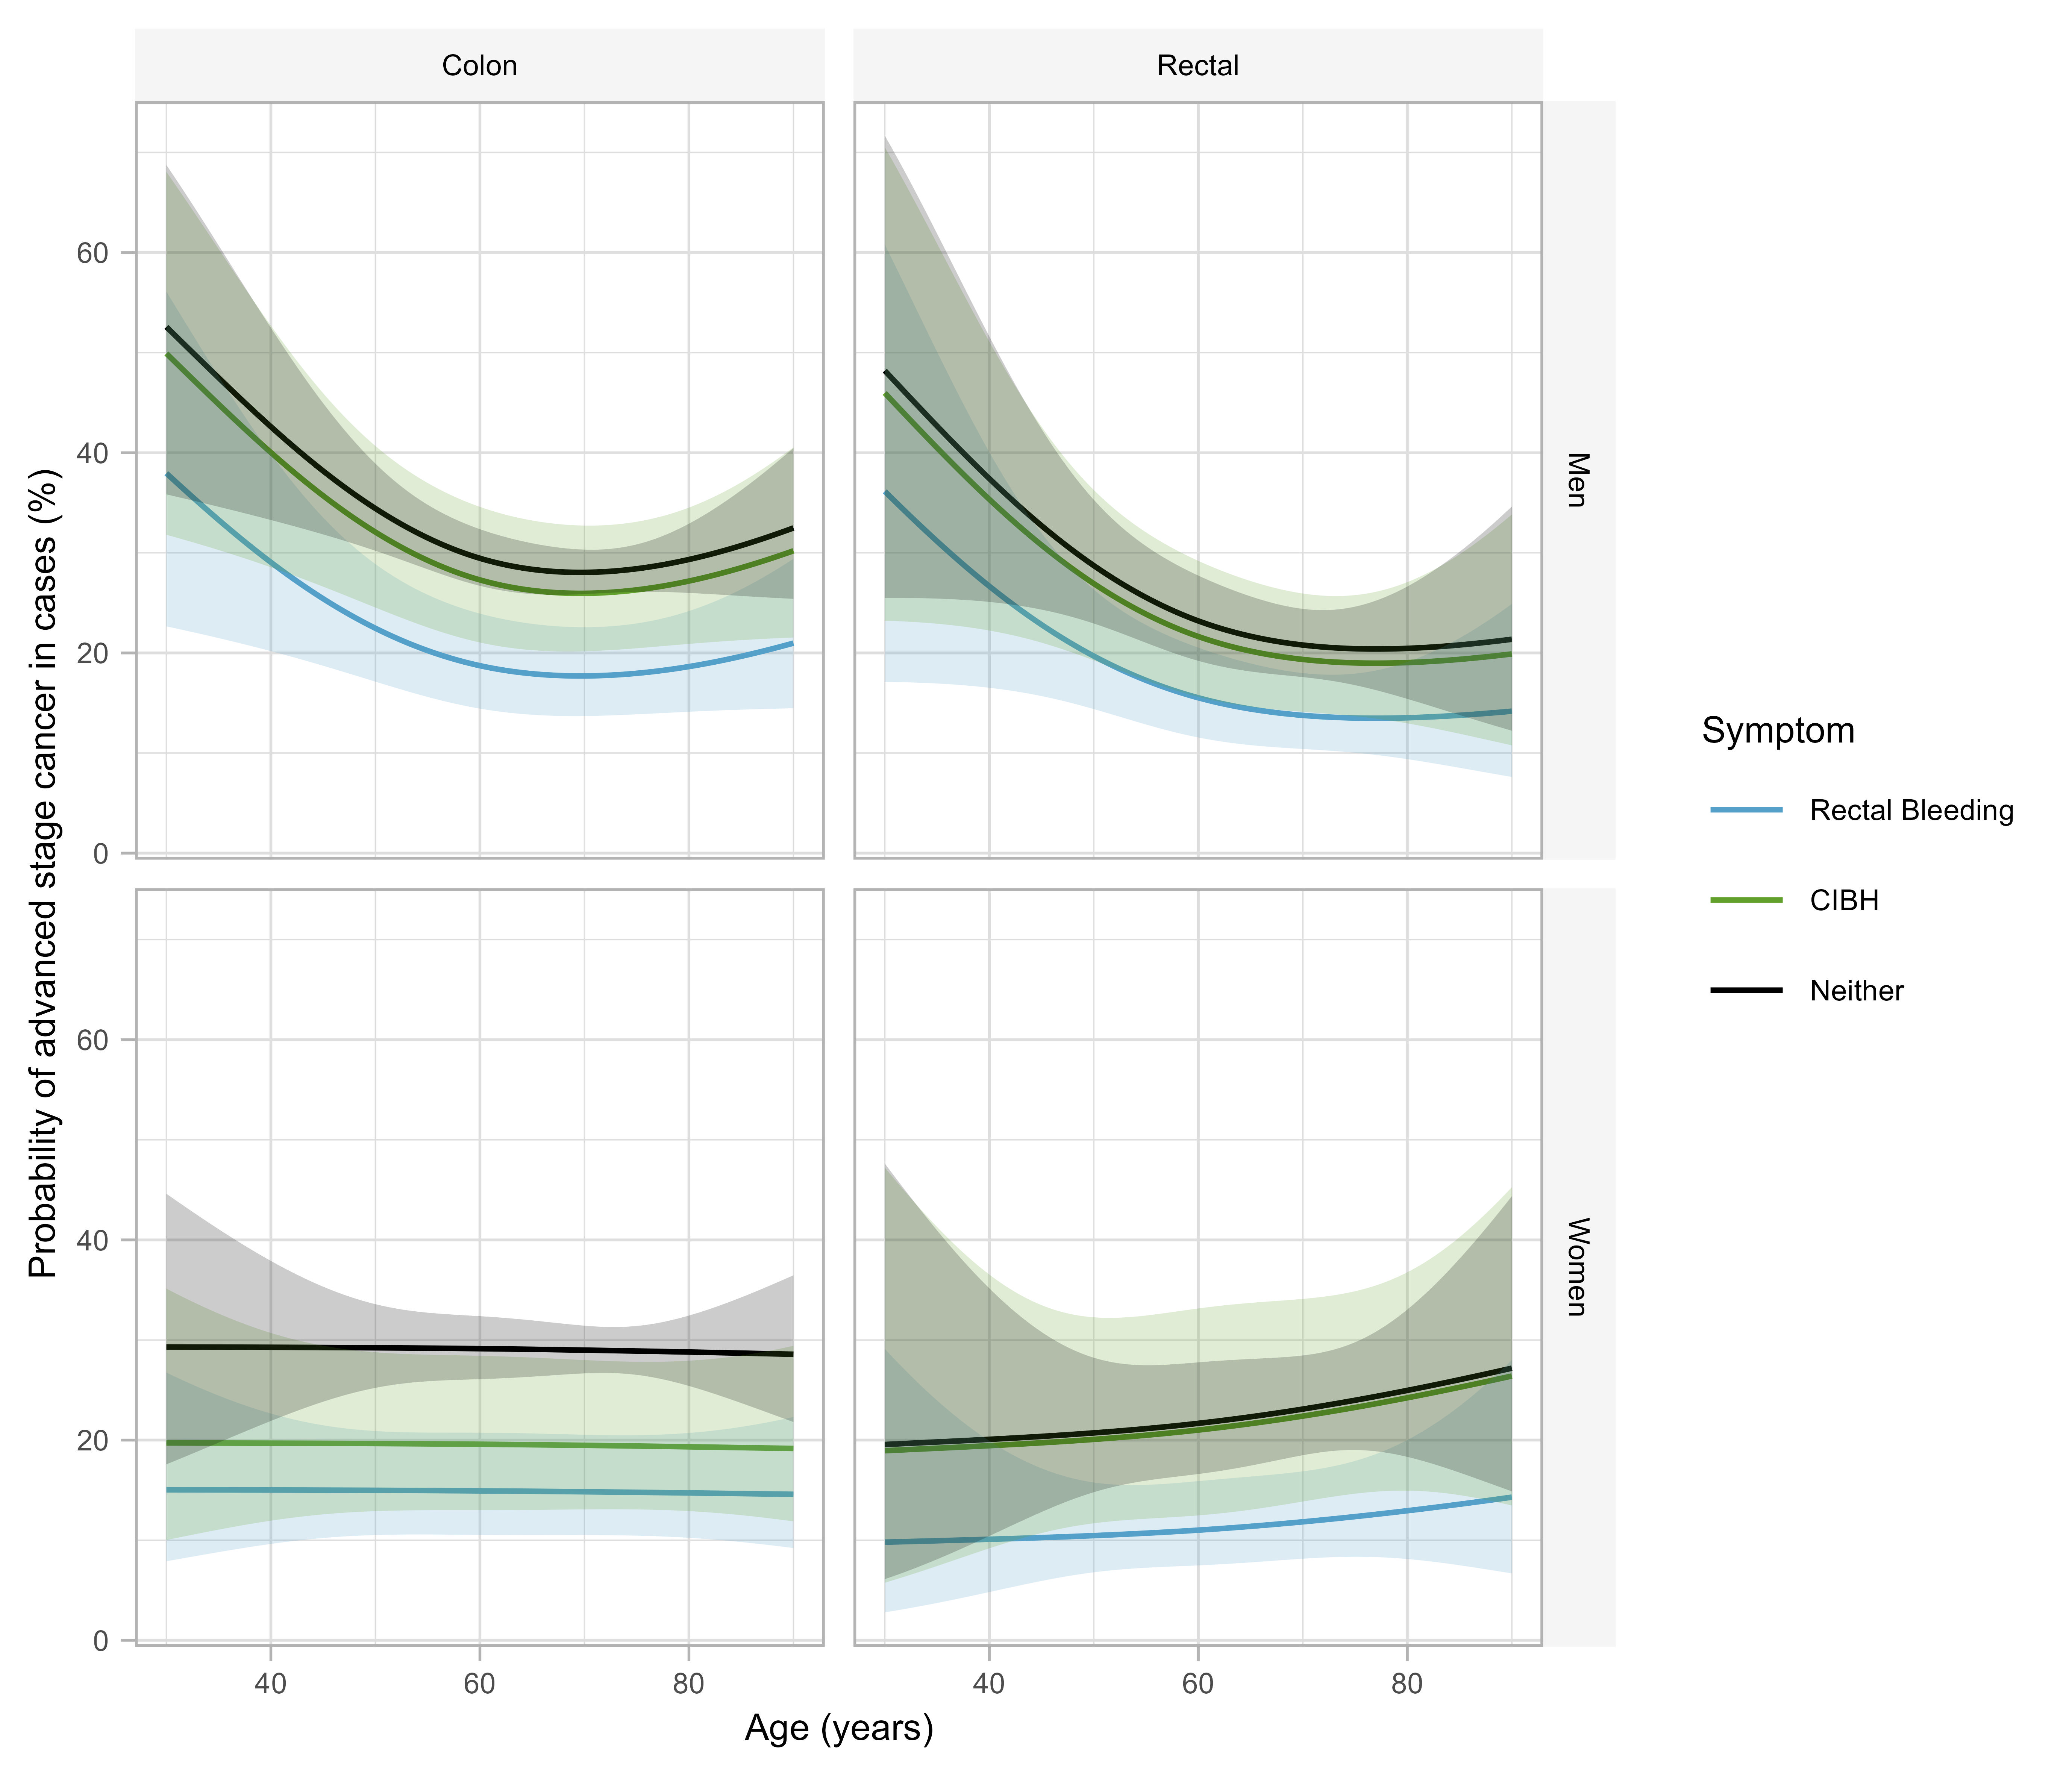 Colon
Rectal
Probability of advanced stage cancer in cases (%)
60
40
20
0
Men
60
40
20
0
Women
40
60
80
40
60
80
Age (years)
Symptom
Rectal Bleeding
CIBH
Neither